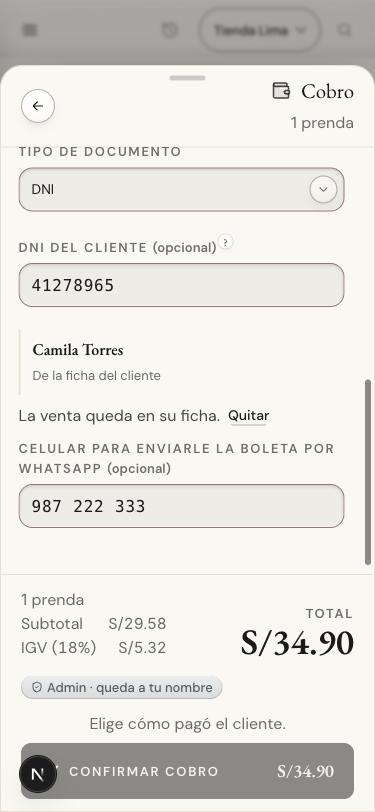 Tienda Lima
Cobro
1 prenda
TIPO DE DOCUMENTO
DNI
DNI DEL CLIENTE (opcional) ?
41278965
Camila Torres
De la ficha del cliente
La venta queda en su ficha. Quitar
CELULAR PARA ENVIARLE LA BOLETA POR
WHATSAPP (opcional)
987 222 333
1 prenda
Subtotal S/29.58
IGV (18%) S/5.32
TOTAL
S/34.90
Admin · queda a tu nombre
Elige cómo pagó el cliente.
N
CONFIRMAR COBRO S/34.90